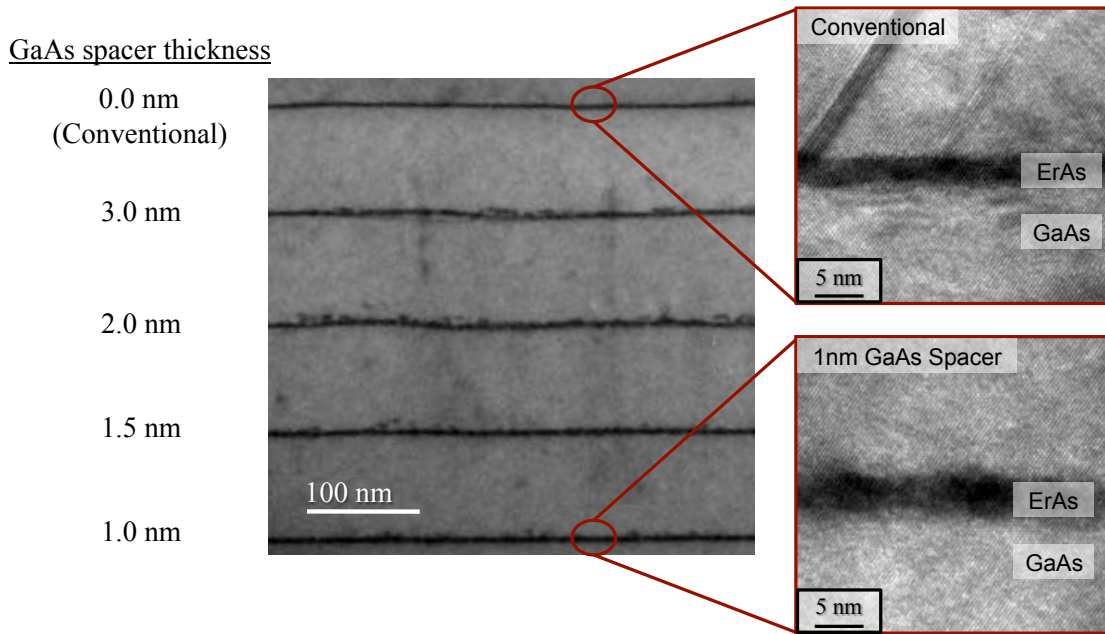 GaAs spacer thickness
0.0 nm
(Conventional)
3.0 nm
2.0 nm
1.5 nm
1.0 nm
100 nm
Conventional
ErAs
GaAs
5 nm
1nm GaAs Spacer
ErAs
GaAs
5 nm